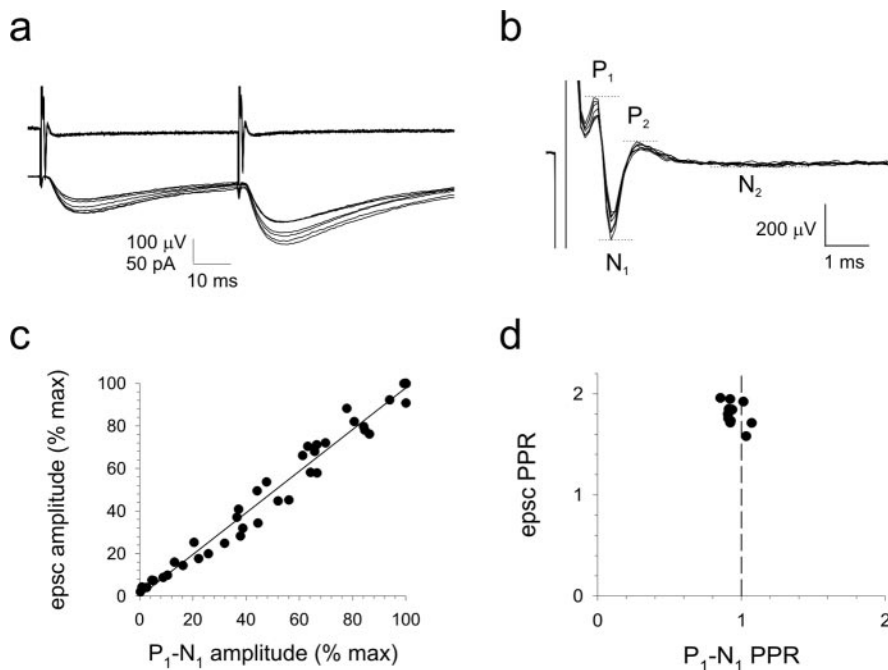 a
100 μV
50 pA
10 ms
b
P1
P2
N2
N1
200 μV
1 ms
c
epsc amplitude (% max)
100
80
60
40
20
0
0 20 40 60 80 100
P1-N1 amplitude (% max)
d
epsc PPR
2
1
0
0 1 2
P1-N1 PPR